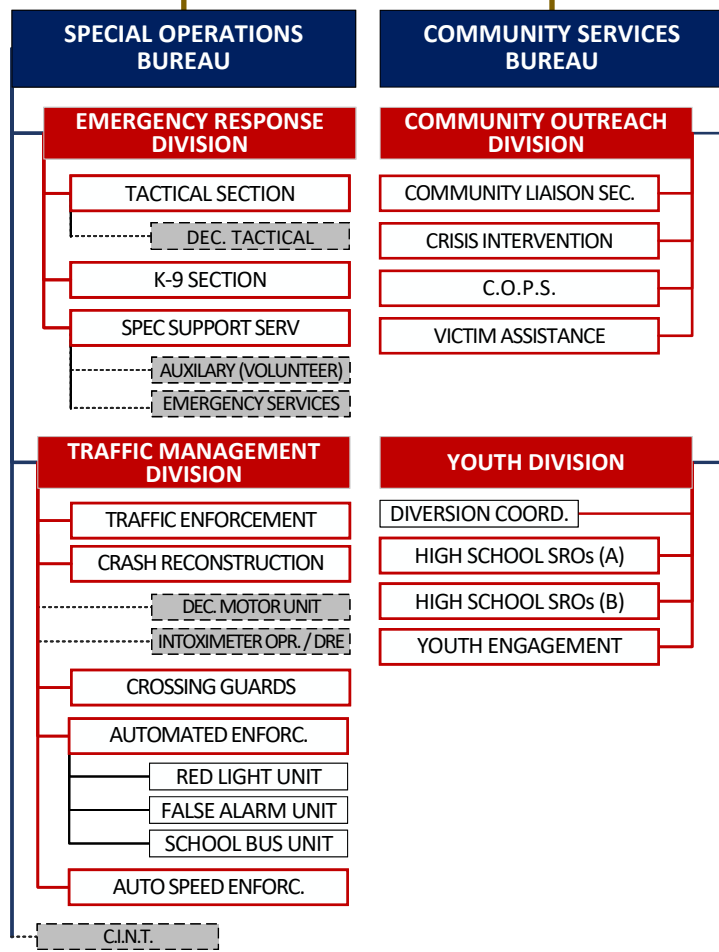 SPECIAL OPERATIONS
BUREAU
EMERGENCY RESPONSE
DIVISION
TACTICAL SECTION
DEC. TACTICAL
K-9 SECTION
SPEC SUPPORT SERV
AUXILARY (VOLUNTEER)
EMERGENCY SERVICES
TRAFFIC MANAGEMENT
DIVISION
TRAFFIC ENFORCEMENT
CRASH RECONSTRUCTION
DEC. MOTOR UNIT
INTOXIMETER OPR. / DRE
CROSSING GUARDS
AUTOMATED ENFORC.
RED LIGHT UNIT
FALSE ALARM UNIT
SCHOOL BUS UNIT
AUTO SPEED ENFORC.
C.I.N.T.
COMMUNITY SERVICES
BUREAU
COMMUNITY OUTREACH
DIVISION
COMMUNITY LIAISON SEC.
CRISIS INTERVENTION
C.O.P.S.
VICTIM ASSISTANCE
YOUTH DIVISION
DIVERSION COORD.
HIGH SCHOOL SROs (A)
HIGH SCHOOL SROs (B)
YOUTH ENGAGEMENT